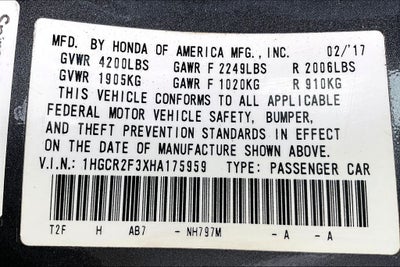 MFD. BY HONDA OF AMERICA MFG., INC. 02/'17
GVWR 4200LBS GAWR F 2249LBS R 2006LBS
GVWR 1905KG GAWR F 1020KG R 910KG
THIS VEHICLE CONFORMS TO ALL APPLICABLE
FEDERAL MOTOR VEHICLE SAFETY, BUMPER,
AND THEFT PREVENTION STANDARDS IN EFFECT
ON THE DATE OF MANUFACTURE SHOWN ABOVE.
V.I.N.: 1HGCR2F3XHA175959 TYPE: PASSENGER CAR
T2F H AB7 - NH797M - A - A